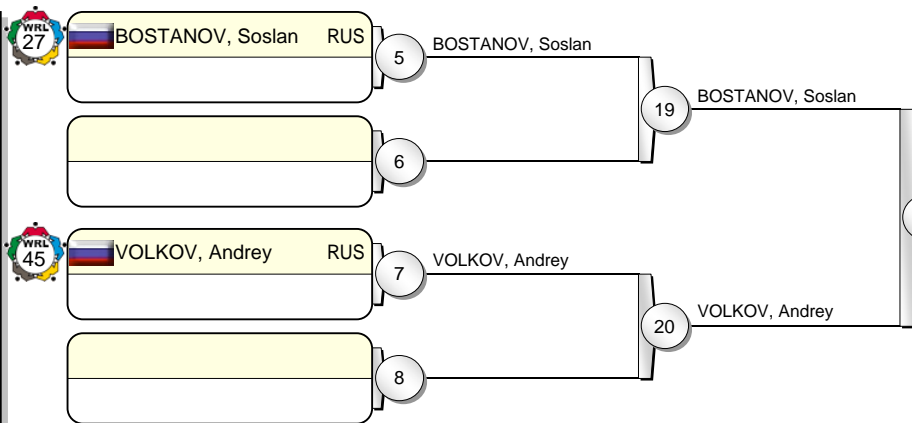 WRL
27
BOSTANOV, Soslan RUS
5
BOSTANOV, Soslan
19
BOSTANOV, Soslan
6
WRL
45
VOLKOV, Andrey RUS
7
VOLKOV, Andrey
20
VOLKOV, Andrey
8